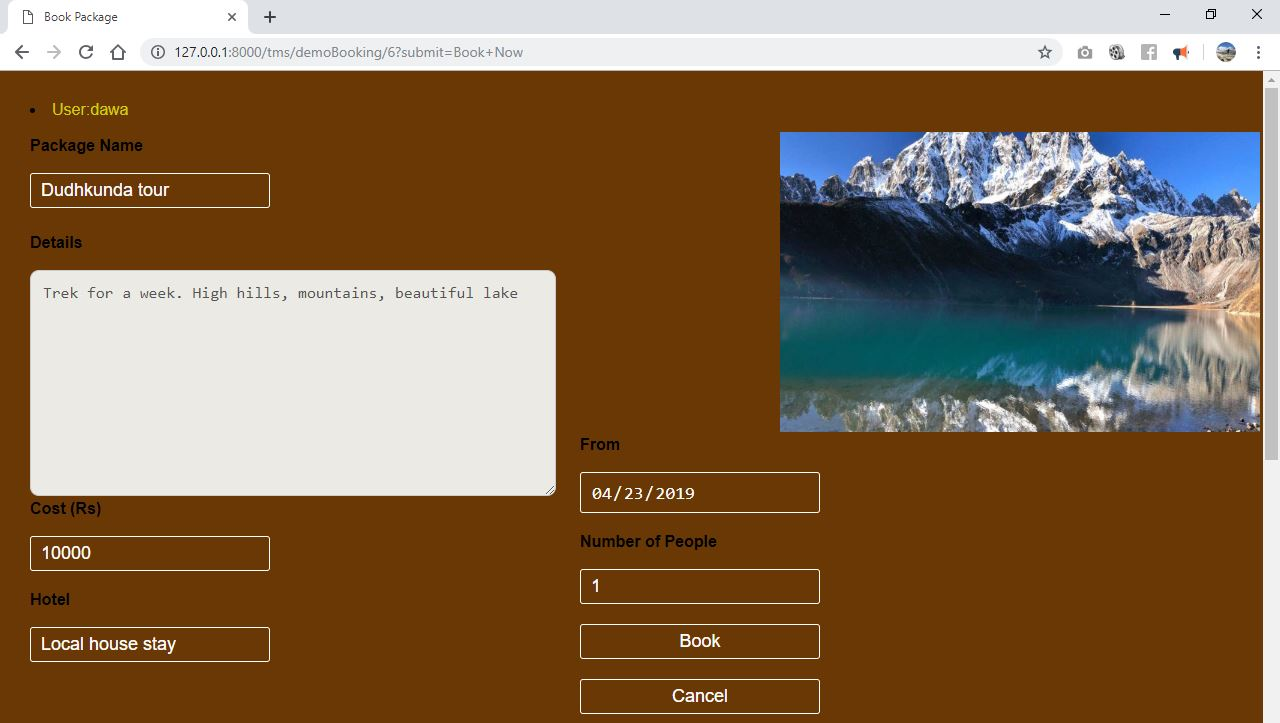 Book Package
127.0.0.1:8000/tms/demoBooking/6?submit=Book+Now
User:dawa
Package Name
Dudhkunda tour
Details
Trek for a week. High hills, mountains, beautiful lake
Cost (Rs)
10000
Hotel
Local house stay
From
04/23/2019
Number of People
1
Book
Cancel